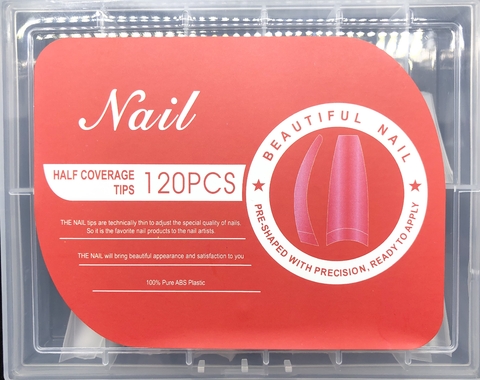 Nail
HALF COVERAGE
TIPS
120PCS
THE NAIL tips are technically thin to adjust the special quality of nails.
So it is the favorite nail products to the nail artists.
THE NAIL will bring beautiful appearance and satisfaction to you
100% Pure ABS Plastic
BEAUTIFUL NAIL
PRE-SHAPED WITH PRECISION, READY TO APPLY